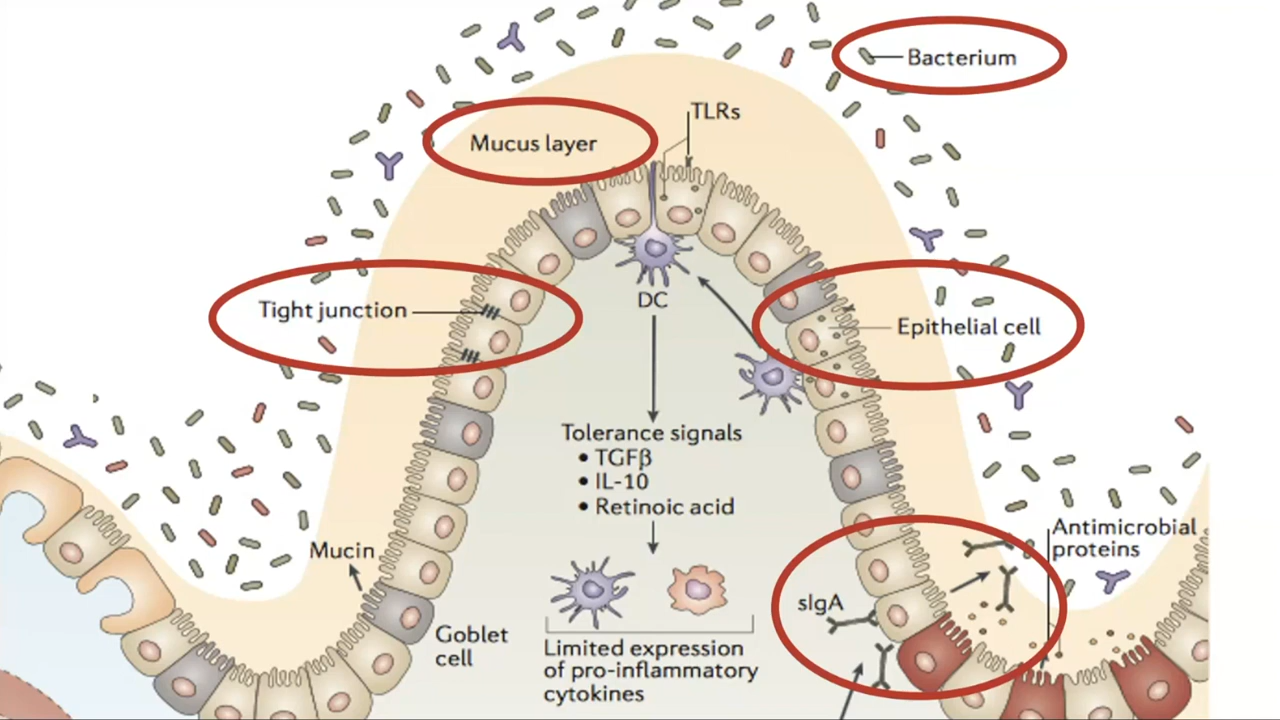 Bacterium
TLRs
Mucus layer
Tight junction
DC
Epithelial cell
Tolerance signals
• TGFβ
• IL-10
• Retinoic acid
Mucin
Antimicrobial
proteins
sIgA
Goblet
cell
Limited expression
of pro-inflammatory
cytokines